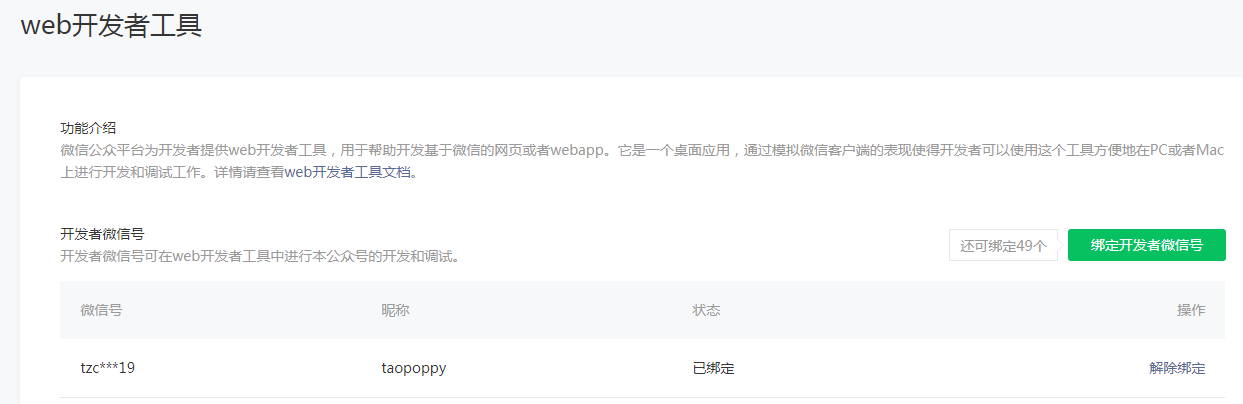 web开发者工具
功能介绍
微信公众平台为开发者提供web开发者工具，用于帮助开发基于微信的网页或者webapp。它是一个桌面应用，通过模拟微信客户端的表现使得开发者可以使用这个工具方便地在PC或者Mac
上进行开发和调试工作。详情请查看web开发者工具文档。
开发者微信号
开发者微信号可在web开发者工具中进行本公众号的开发和调试。
还可绑定49个 绑定开发者微信号
微信号 昵称 状态 操作
tzc***19 taopoppy 已绑定 解除绑定